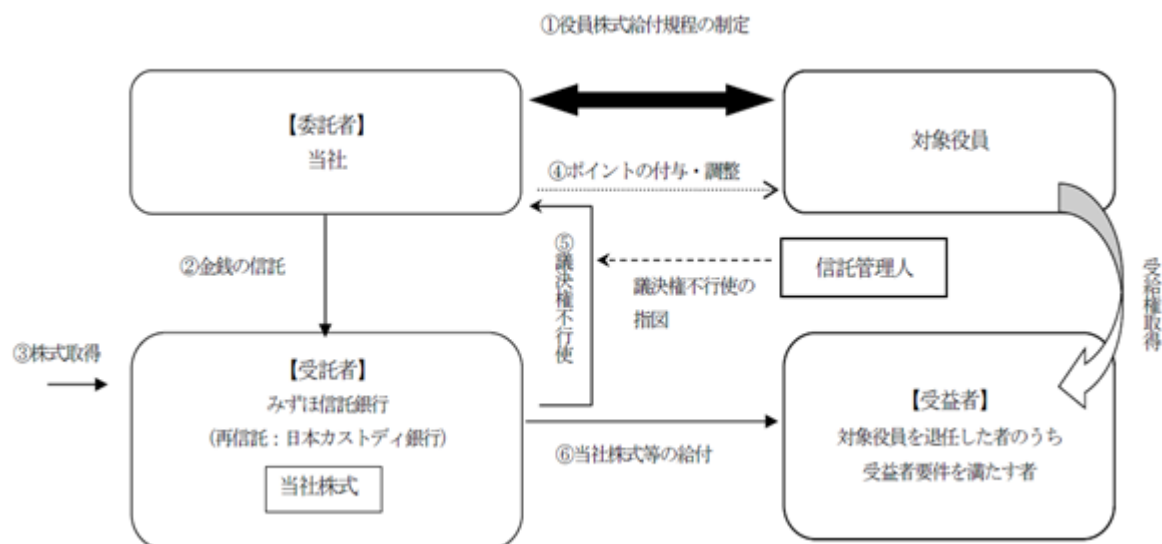 ①役員株式給付規程の制定
【委託者】
当社
対象役員
④ポイントの付与・調整
②金銭の信託
⑤議決権不行使
議決権不行使の
指図
信託管理人
受給権取得
③株式取得
【受託者】
みずほ信託銀行
(再信託:日本カストディ銀行)
当社株式
⑥当社株式等の給付
【受益者】
対象役員を退任した者のうち
受益者要件を満たす者